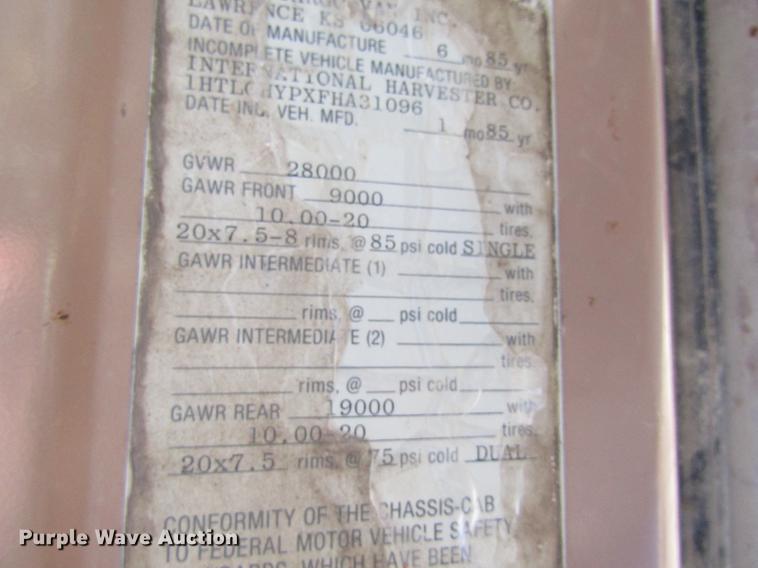 VAN INC.
LAWRENCE KS 66046
DATE OF MANUFACTURE 6 mo 85 yr
INCOMPLETE VEHICLE MANUFACTURED BY:
INTERNATIONAL HARVESTER CO.
1HTLCHYPXFHA31096
DATE INC. VEH. MFD. 1 mo 85 yr
GVWR 28000
GAWR FRONT 9000 with
10.00-20 tires,
20x7.5-8 rims, @ 85 psi cold SINGLE
GAWR INTERMEDIATE (1) with
tires,
rims, @ psi cold
GAWR INTERMEDIATE (2) with
tires,
rims, @ psi cold
GAWR REAR 19000 with
10.00-20 tires,
20x7.5 rims, @ 75 psi cold DUAL
CONFORMITY OF THE CHASSIS-CAB
TO FEDERAL MOTOR VEHICLE SAFETY
WHICH HAVE BEEN
Purple Wave Auction